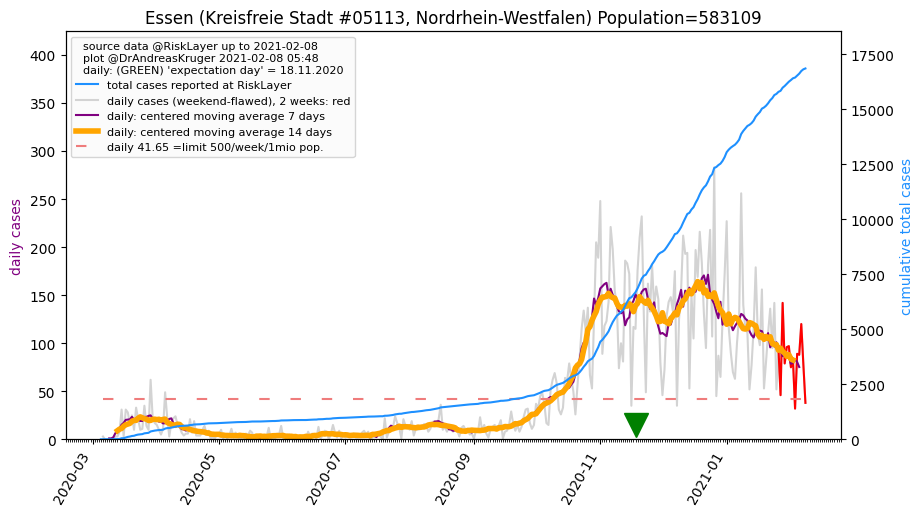 Essen (Kreisfreie Stadt #05113, Nordrhein-Westfalen) Population=583109
source data @RiskLayer up to 2021-02-08
plot @DrAndreasKruger 2021-02-08 05:48
daily: (GREEN) 'expectation day' = 18.11.2020
total cases reported at RiskLayer
daily cases (weekend-flawed), 2 weeks: red
daily: centered moving average 7 days
daily: centered moving average 14 days
daily 41.65 =limit 500/week/1mio pop.
daily cases
400
350
300
250
200
150
100
50
0
cumulative total cases
17500
15000
12500
10000
7500
5000
2500
0
2020-03
2020-05
2020-07
2020-09
2020-11
2021-01